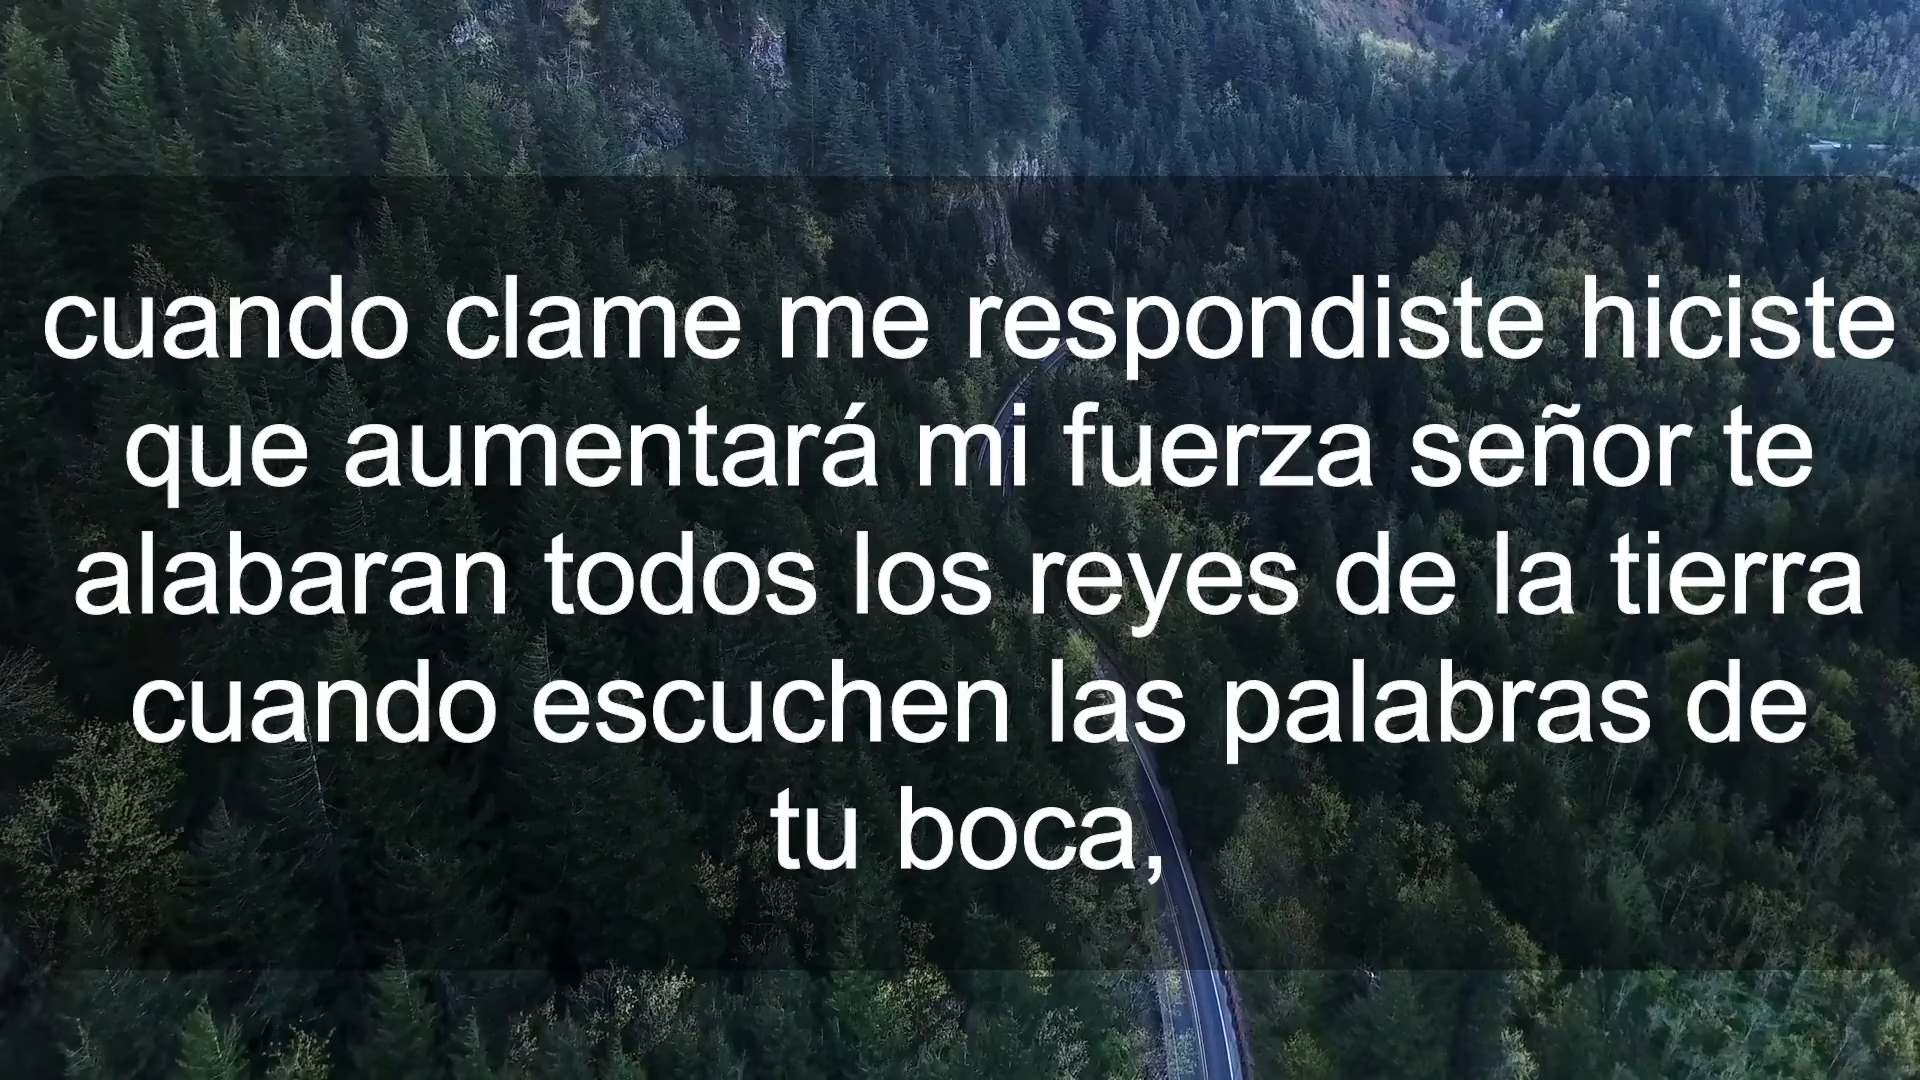 cuando clame me respondiste hiciste
que aumentará mi fuerza señor te
alabaran todos los reyes de la tierra
cuando escuchen las palabras de
tu boca,